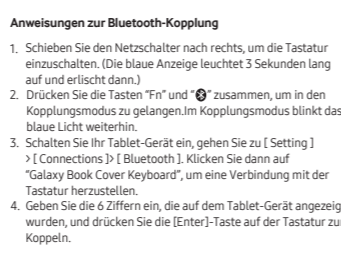 Anweisungen zur Bluetooth-Kopplung
1. Schieben Sie den Netzschalter nach rechts, um die Tastatur
einzuschalten. (Die blaue Anzeige leuchtet 3 Sekunden lang
auf und erlischt dann.)
2. Drücken Sie die Tasten "Fn" und "" zusammen, um in den
Kopplungsmodus zu gelangen.Im Kopplungsmodus blinkt das
blaue Licht weiterhin.
3. Schalten Sie Ihr Tablet-Gerät ein, gehen Sie zu [ Setting ]
> [ Connections ]> [ Bluetooth ]. Klicken Sie dann auf
"Galaxy Book Cover Keyboard", um eine Verbindung mit der
Tastatur herzustellen.
4. Geben Sie die 6 Ziffern ein, die auf dem Tablet-Gerät angezeig
wurden, und drücken Sie die [Enter]-Taste auf der Tastatur zu
Koppeln.